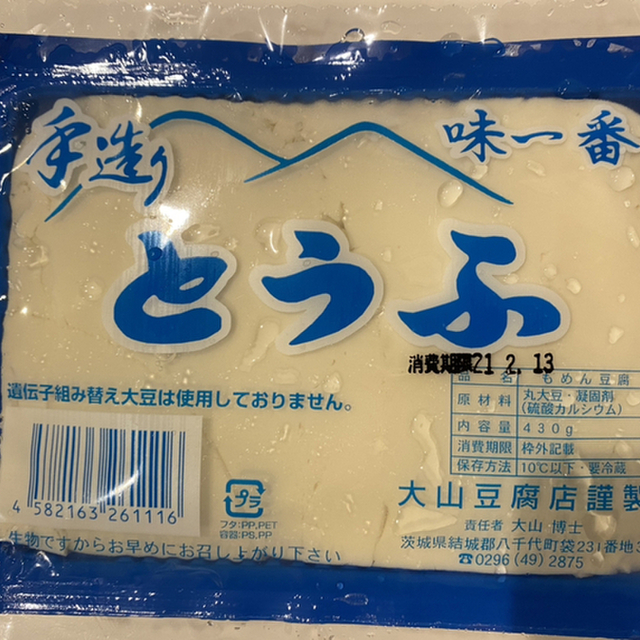 手造り
味一番
とうふ
消費期限21.2.13
品名 もめん豆腐
原材料 丸大豆・凝固剤
(硫酸カルシウム)
内容量 430g
消費期限 枠外記載
保存方法 10℃以下・要冷蔵
遺伝子組み替え大豆は使用しておりません。
4 582163 261116
プラ
フタ:PP,PET
容器:PS,PP
大山豆腐店謹製
責任者 大山 博士
茨城県結城郡八千代町袋231番地
☎0296(49)2875
生物ですからお早めにお召し上がり下さい